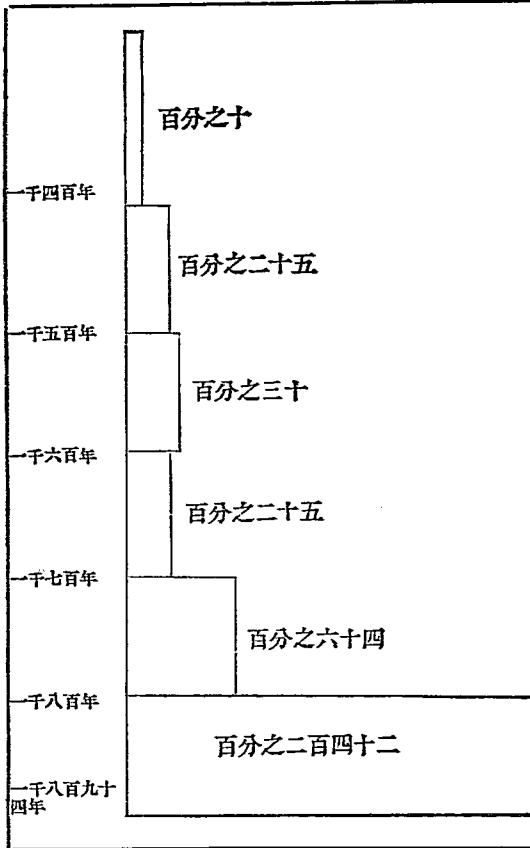 百分之十
一千四百年
百分之二十五
一千五百年
百分之三十
一千六百年
百分之二十五
一千七百年
百分之六十四
一千八百年
百分之二百四十二
一千八百九十
四年